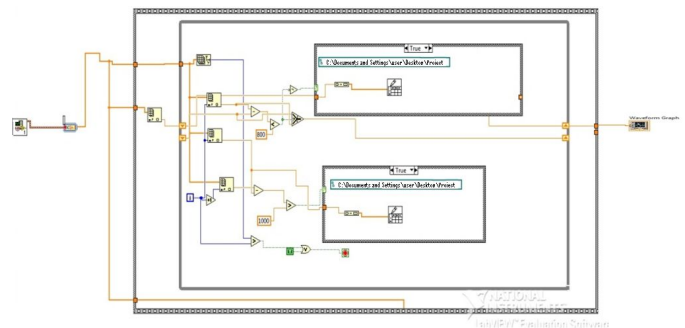 True
C:\Documents and Settings\user\Desktop\Project
Waveform Graph
800
True
C:\Documents and Settings\user\Desktop\Project
i
1000
NATIONAL
INSTRUMENTS
LabVIEW Evaluation Software